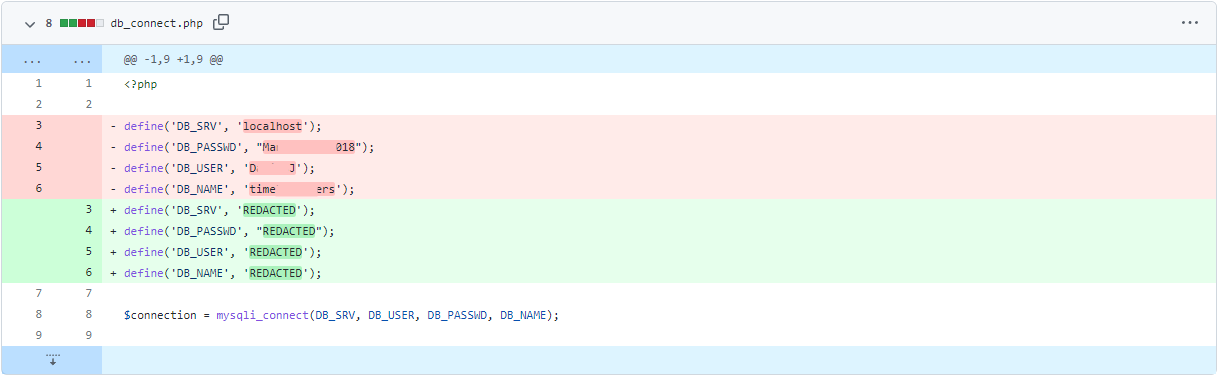 8 db_connect.php
... ... @@ -1,9 +1,9 @@
1 1 <?php
2 2
3 - define('DB_SRV', 'localhost');
4 - define('DB_PASSWD', "Ma 018");
5 - define('DB_USER', 'D J');
6 - define('DB_NAME', 'time ers');
3 + define('DB_SRV', 'REDACTED');
4 + define('DB_PASSWD', "REDACTED");
5 + define('DB_USER', 'REDACTED');
6 + define('DB_NAME', 'REDACTED');
7 7
8 8 $connection = mysqli_connect(DB_SRV, DB_USER, DB_PASSWD, DB_NAME);
9 9